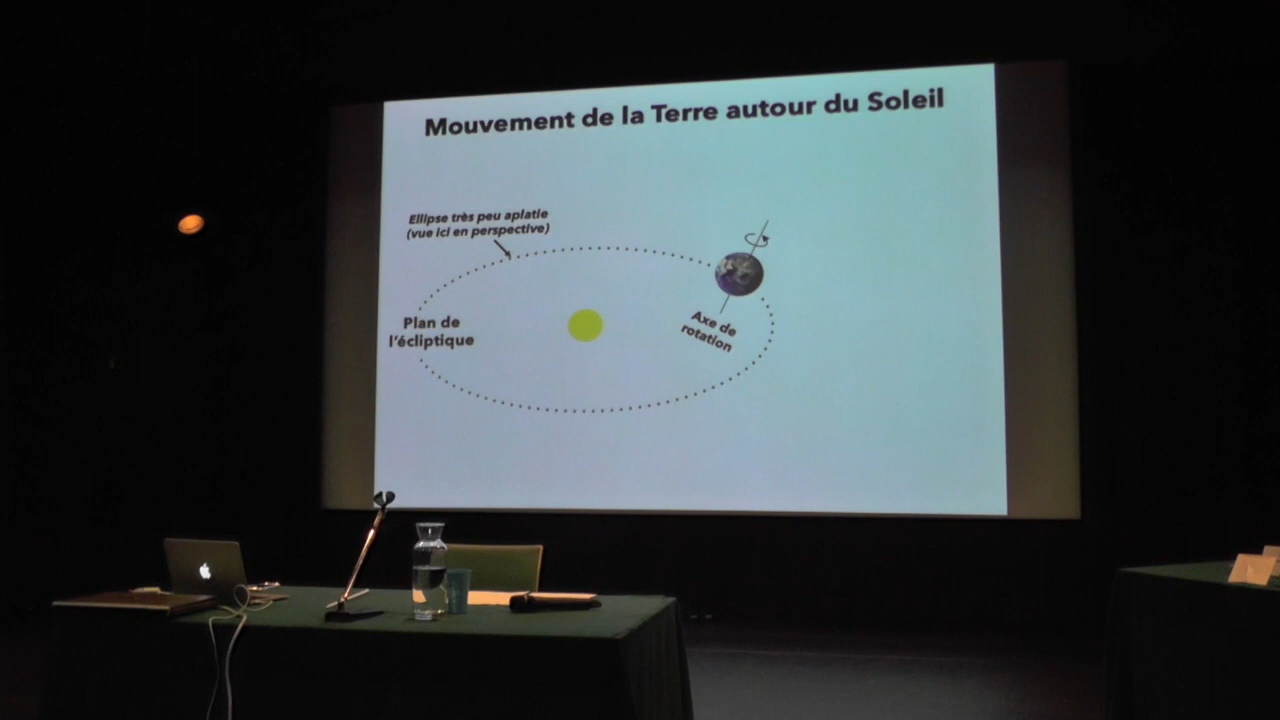 Mouvement de la Terre autour du Soleil
Ellipse très peu aplatie
(vue ici en perspective)
Plan de
l'écliptique
Axe de
rotation